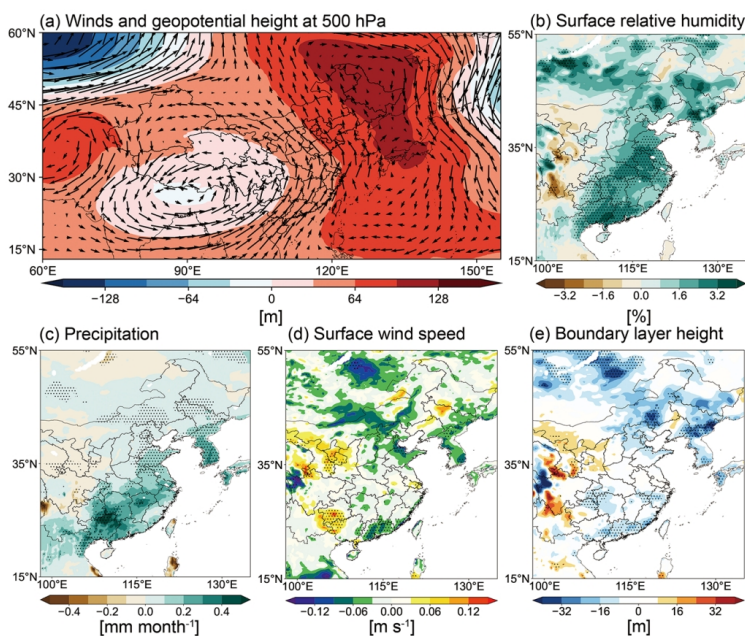 (a) Winds and geopotential height at 500 hPa
60°N
45°N
30°N
15°N
60°E 90°E 120°E 150°E
−128 −64 0 64 128
[m]
(b) Surface relative humidity
55°N
35°N
15°N
100°E 115°E 130°E
−3.2 −1.6 0.0 1.6 3.2
[%]
(c) Precipitation
55°N
35°N
15°N
100°E 115°E 130°E
−0.4 −0.2 0.0 0.2 0.4
[mm month⁻¹]
(d) Surface wind speed
55°N
35°N
15°N
100°E 115°E 130°E
−0.12 −0.06 0.00 0.06 0.12
[m s⁻¹]
(e) Boundary layer height
55°N
35°N
15°N
100°E 115°E 130°E
−32 −16 0 16 32
[m]